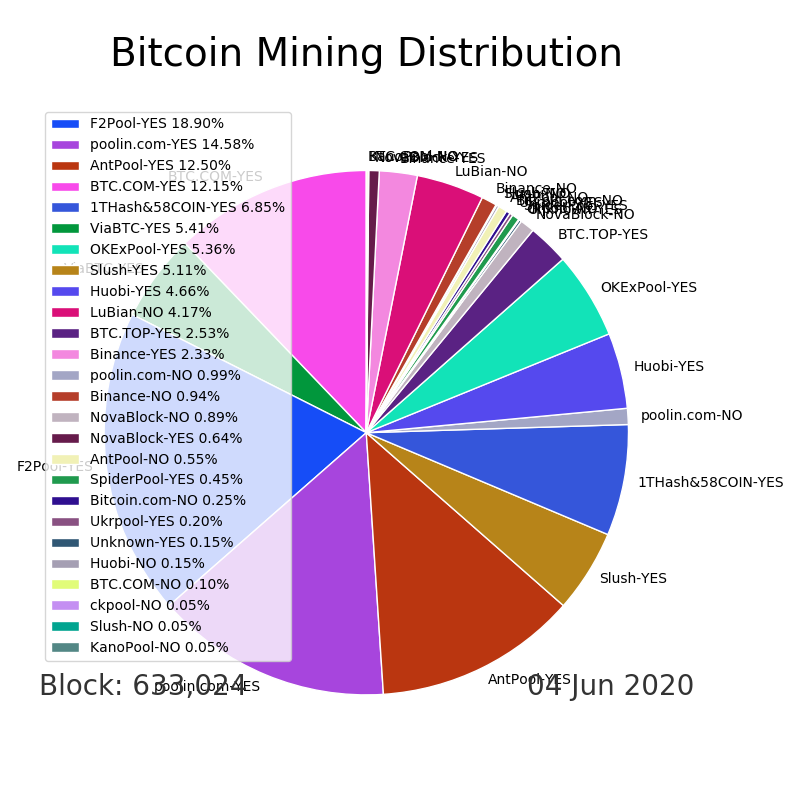 Bitcoin Mining Distribution
F2Pool-YES 18.90%
poolin.com-YES 14.58%
AntPool-YES 12.50%
BTC.COM-YES 12.15%
1THash&58COIN-YES 6.85%
ViaBTC-YES 5.41%
OKExPool-YES 5.36%
Slush-YES 5.11%
Huobi-YES 4.66%
LuBian-NO 4.17%
BTC.TOP-YES 2.53%
Binance-YES 2.33%
poolin.com-NO 0.99%
Binance-NO 0.94%
NovaBlock-NO 0.89%
NovaBlock-YES 0.64%
AntPool-NO 0.55%
SpiderPool-YES 0.45%
Bitcoin.com-NO 0.25%
Ukrpool-YES 0.20%
Unknown-YES 0.15%
Huobi-NO 0.15%
BTC.COM-NO 0.10%
ckpool-NO 0.05%
Slush-NO 0.05%
KanoPool-NO 0.05%
BTC.COM-YES
ViaBTC-YES
F2Pool-YES
poolin.com-YES
Binance-YES
LuBian-NO
Binance-NO
NovaBlock-NO
BTC.TOP-YES
OKExPool-YES
Huobi-YES
poolin.com-NO
1THash&58COIN-YES
Slush-YES
AntPool-YES
Block: 633,024
04 Jun 2020